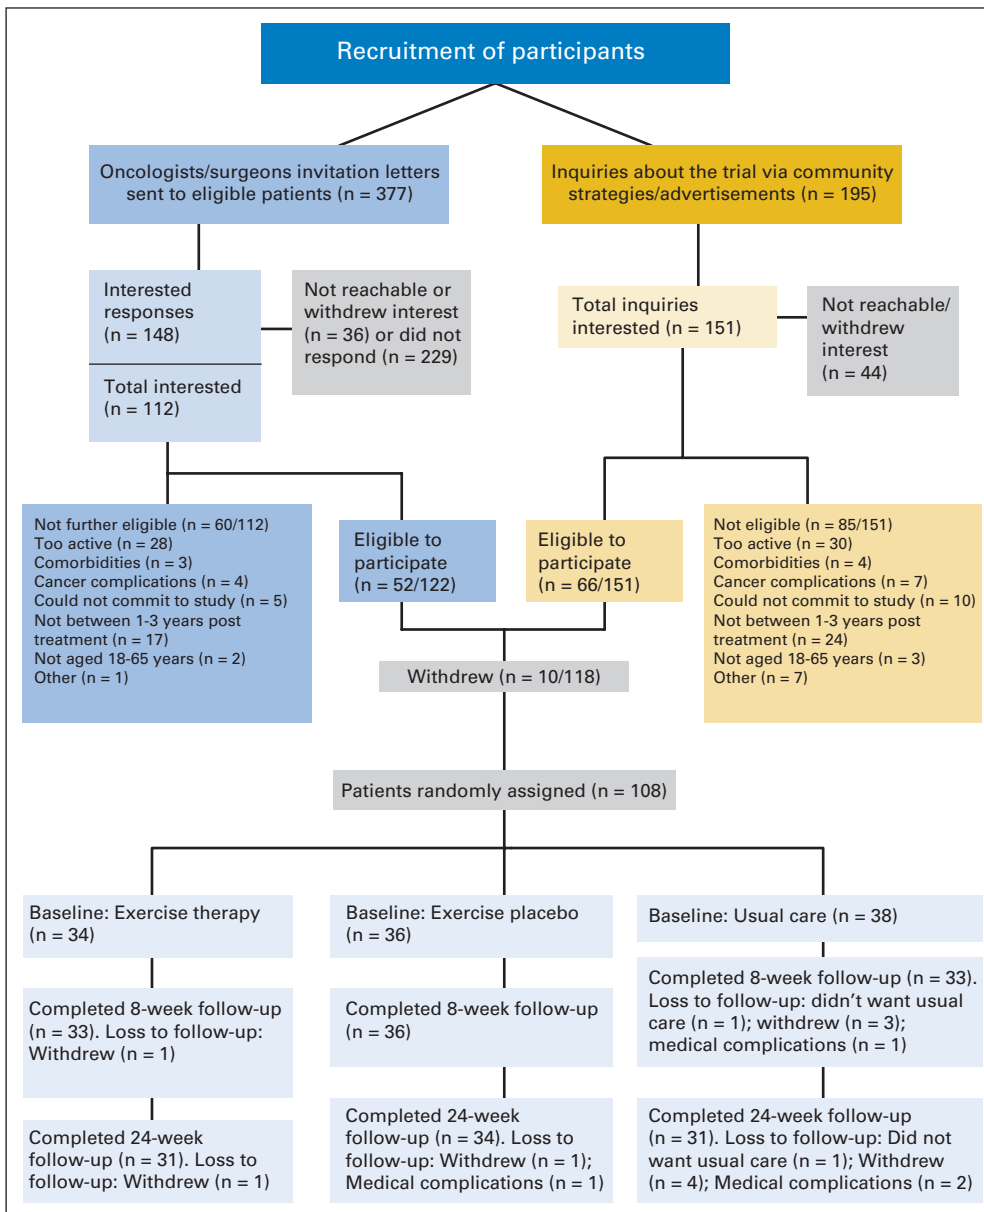 Recruitment of participants
Oncologists/surgeons invitation letters
sent to eligible patients (n = 377)
Inquiries about the trial via community
strategies/advertisements (n = 195)
Interested
responses
(n = 148)
Total interested
(n = 112)
Not reachable or
withdrew interest
(n = 36) or did not
respond (n = 229)
Total inquiries
interested (n = 151)
Not reachable/
withdrew
interest
(n = 44)
Not further eligible (n = 60/112)
Too active (n = 28)
Comorbidities (n = 3)
Cancer complications (n = 4)
Could not commit to study (n = 5)
Not between 1-3 years post
treatment (n = 17)
Not aged 18-65 years (n = 2)
Other (n = 1)
Eligible to
participate
(n = 52/122)
Eligible to
participate
(n = 66/151)
Not eligible (n = 85/151)
Too active (n = 30)
Comorbidities (n = 4)
Cancer complications (n = 7)
Could not commit to study (n = 10)
Not between 1-3 years post
treatment (n = 24)
Not aged 18-65 years (n = 3)
Other (n = 7)
Withdrew (n = 10/118)
Patients randomly assigned (n = 108)
Baseline: Exercise therapy
(n = 34)
Baseline: Exercise placebo
(n = 36)
Baseline: Usual care (n = 38)
Completed 8-week follow-up
(n = 33). Loss to follow-up:
Withdrew (n = 1)
Completed 8-week follow-up
(n = 36)
Completed 8-week follow-up (n = 33).
Loss to follow-up: didn't want usual
care (n = 1); withdrew (n = 3);
medical complications (n = 1)
Completed 24-week
follow-up (n = 31). Loss to
follow-up: Withdrew (n = 1)
Completed 24-week
follow-up (n = 34). Loss to
follow-up: Withdrew (n = 1);
Medical complications (n = 1)
Completed 24-week follow-up
(n = 31). Loss to follow-up: Did not
want usual care (n = 1); Withdrew
(n = 4); Medical complications (n = 2)